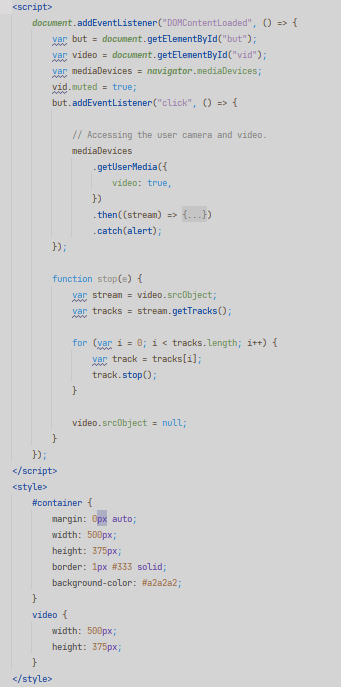 <script>
document.addEventListener("DOMContentLoaded", () => {
var but = document.getElementById("but");
var video = document.getElementById("vid");
var mediaDevices = navigator.mediaDevices;
vid.muted = true;
but.addEventListener("click", () => {
// Accessing the user camera and video.
mediaDevices
.getUserMedia({
video: true,
})
.then((stream) => {...})
.catch(alert);
});
function stop(e) {
var stream = video.srcObject;
var tracks = stream.getTracks();
for (var i = 0; i < tracks.length; i++) {
var track = tracks[i];
track.stop();
}
video.srcObject = null;
}
});
</script>
<style>
#container {
margin: 0px auto;
width: 500px;
height: 375px;
border: 1px #333 solid;
background-color: #a2a2a2;
}
video {
width: 500px;
height: 375px;
}
</style>